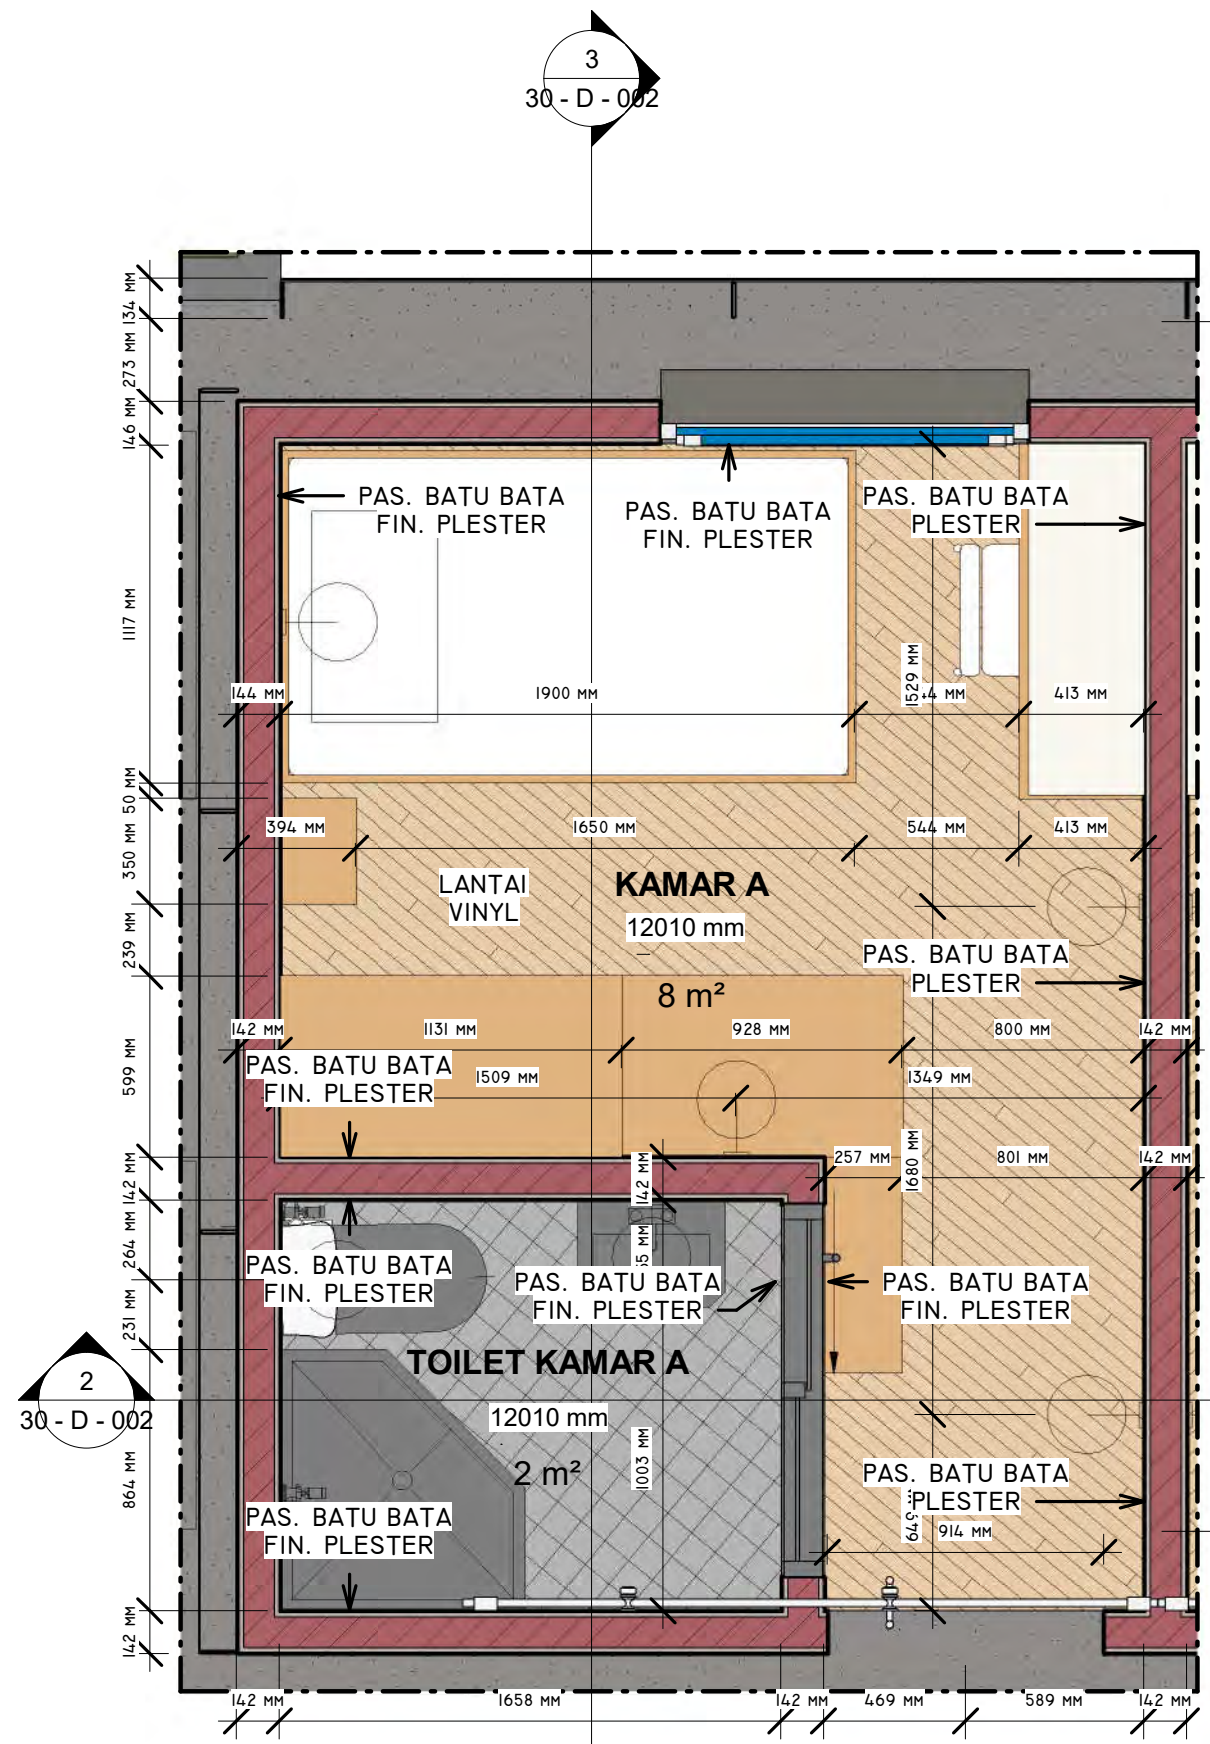 3
30 - D - 002
134 MM
273 MM
146 MM
PAS. BATU BATA
FIN. PLESTER
PAS. BATU BATA
FIN. PLESTER
PAS. BATU BATA
PLESTER
1117 MM
1529 MM
144 MM
1900 MM
413 MM
50 MM
350 MM
394 MM
1650 MM
544 MM
413 MM
LANTAI
VINYL
KAMAR A
12010 mm
8 m²
239 MM
PAS. BATU BATA
PLESTER
142 MM
1131 MM
928 MM
800 MM
142 MM
599 MM
PAS. BATU BATA
FIN. PLESTER
1509 MM
1349 MM
142 MM
142 MM
257 MM
1680 MM
801 MM
142 MM
264 MM
PAS. BATU BATA
FIN. PLESTER
PAS. BATU BATA
FIN. PLESTER
PAS. BATU BATA
FIN. PLESTER
231 MM
2
30 - D - 002
TOILET KAMAR A
12010 mm
2 m²
1003 MM
864 MM
PAS. BATU BATA
PLESTER
PAS. BATU BATA
FIN. PLESTER
914 MM
142 MM
142 MM
1658 MM
142 MM
469 MM
589 MM
142 MM